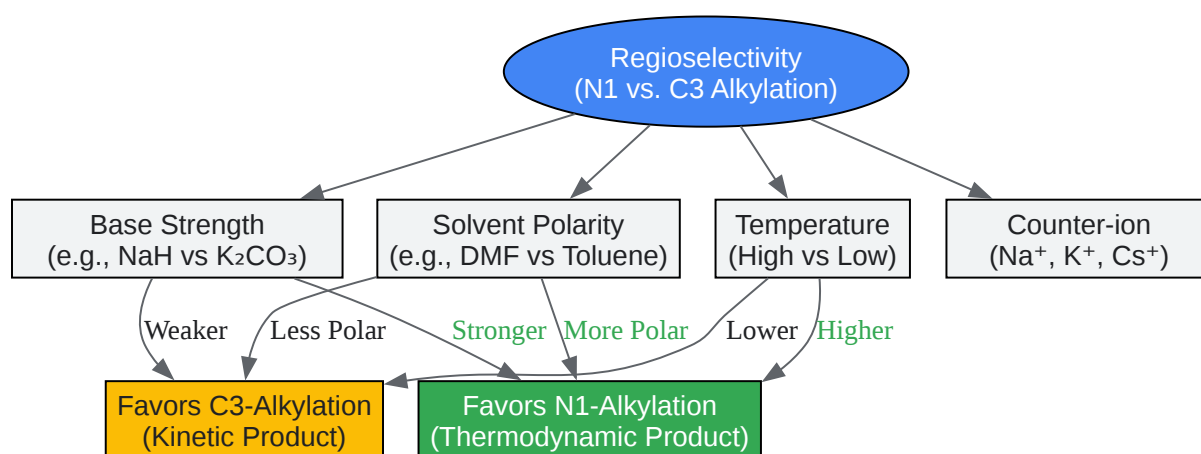 Regioselectivity
(N1 vs. C3 Alkylation)
Base Strength
(e.g., NaH vs K₂CO₃)
Solvent Polarity
(e.g., DMF vs Toluene)
Temperature
(High vs Low)
Counter-ion
(Na⁺, K⁺, Cs⁺)
Weaker
Less Polar
Stronger
More Polar
Lower
Higher
Favors C3-Alkylation
(Kinetic Product)
Favors N1-Alkylation
(Thermodynamic Product)